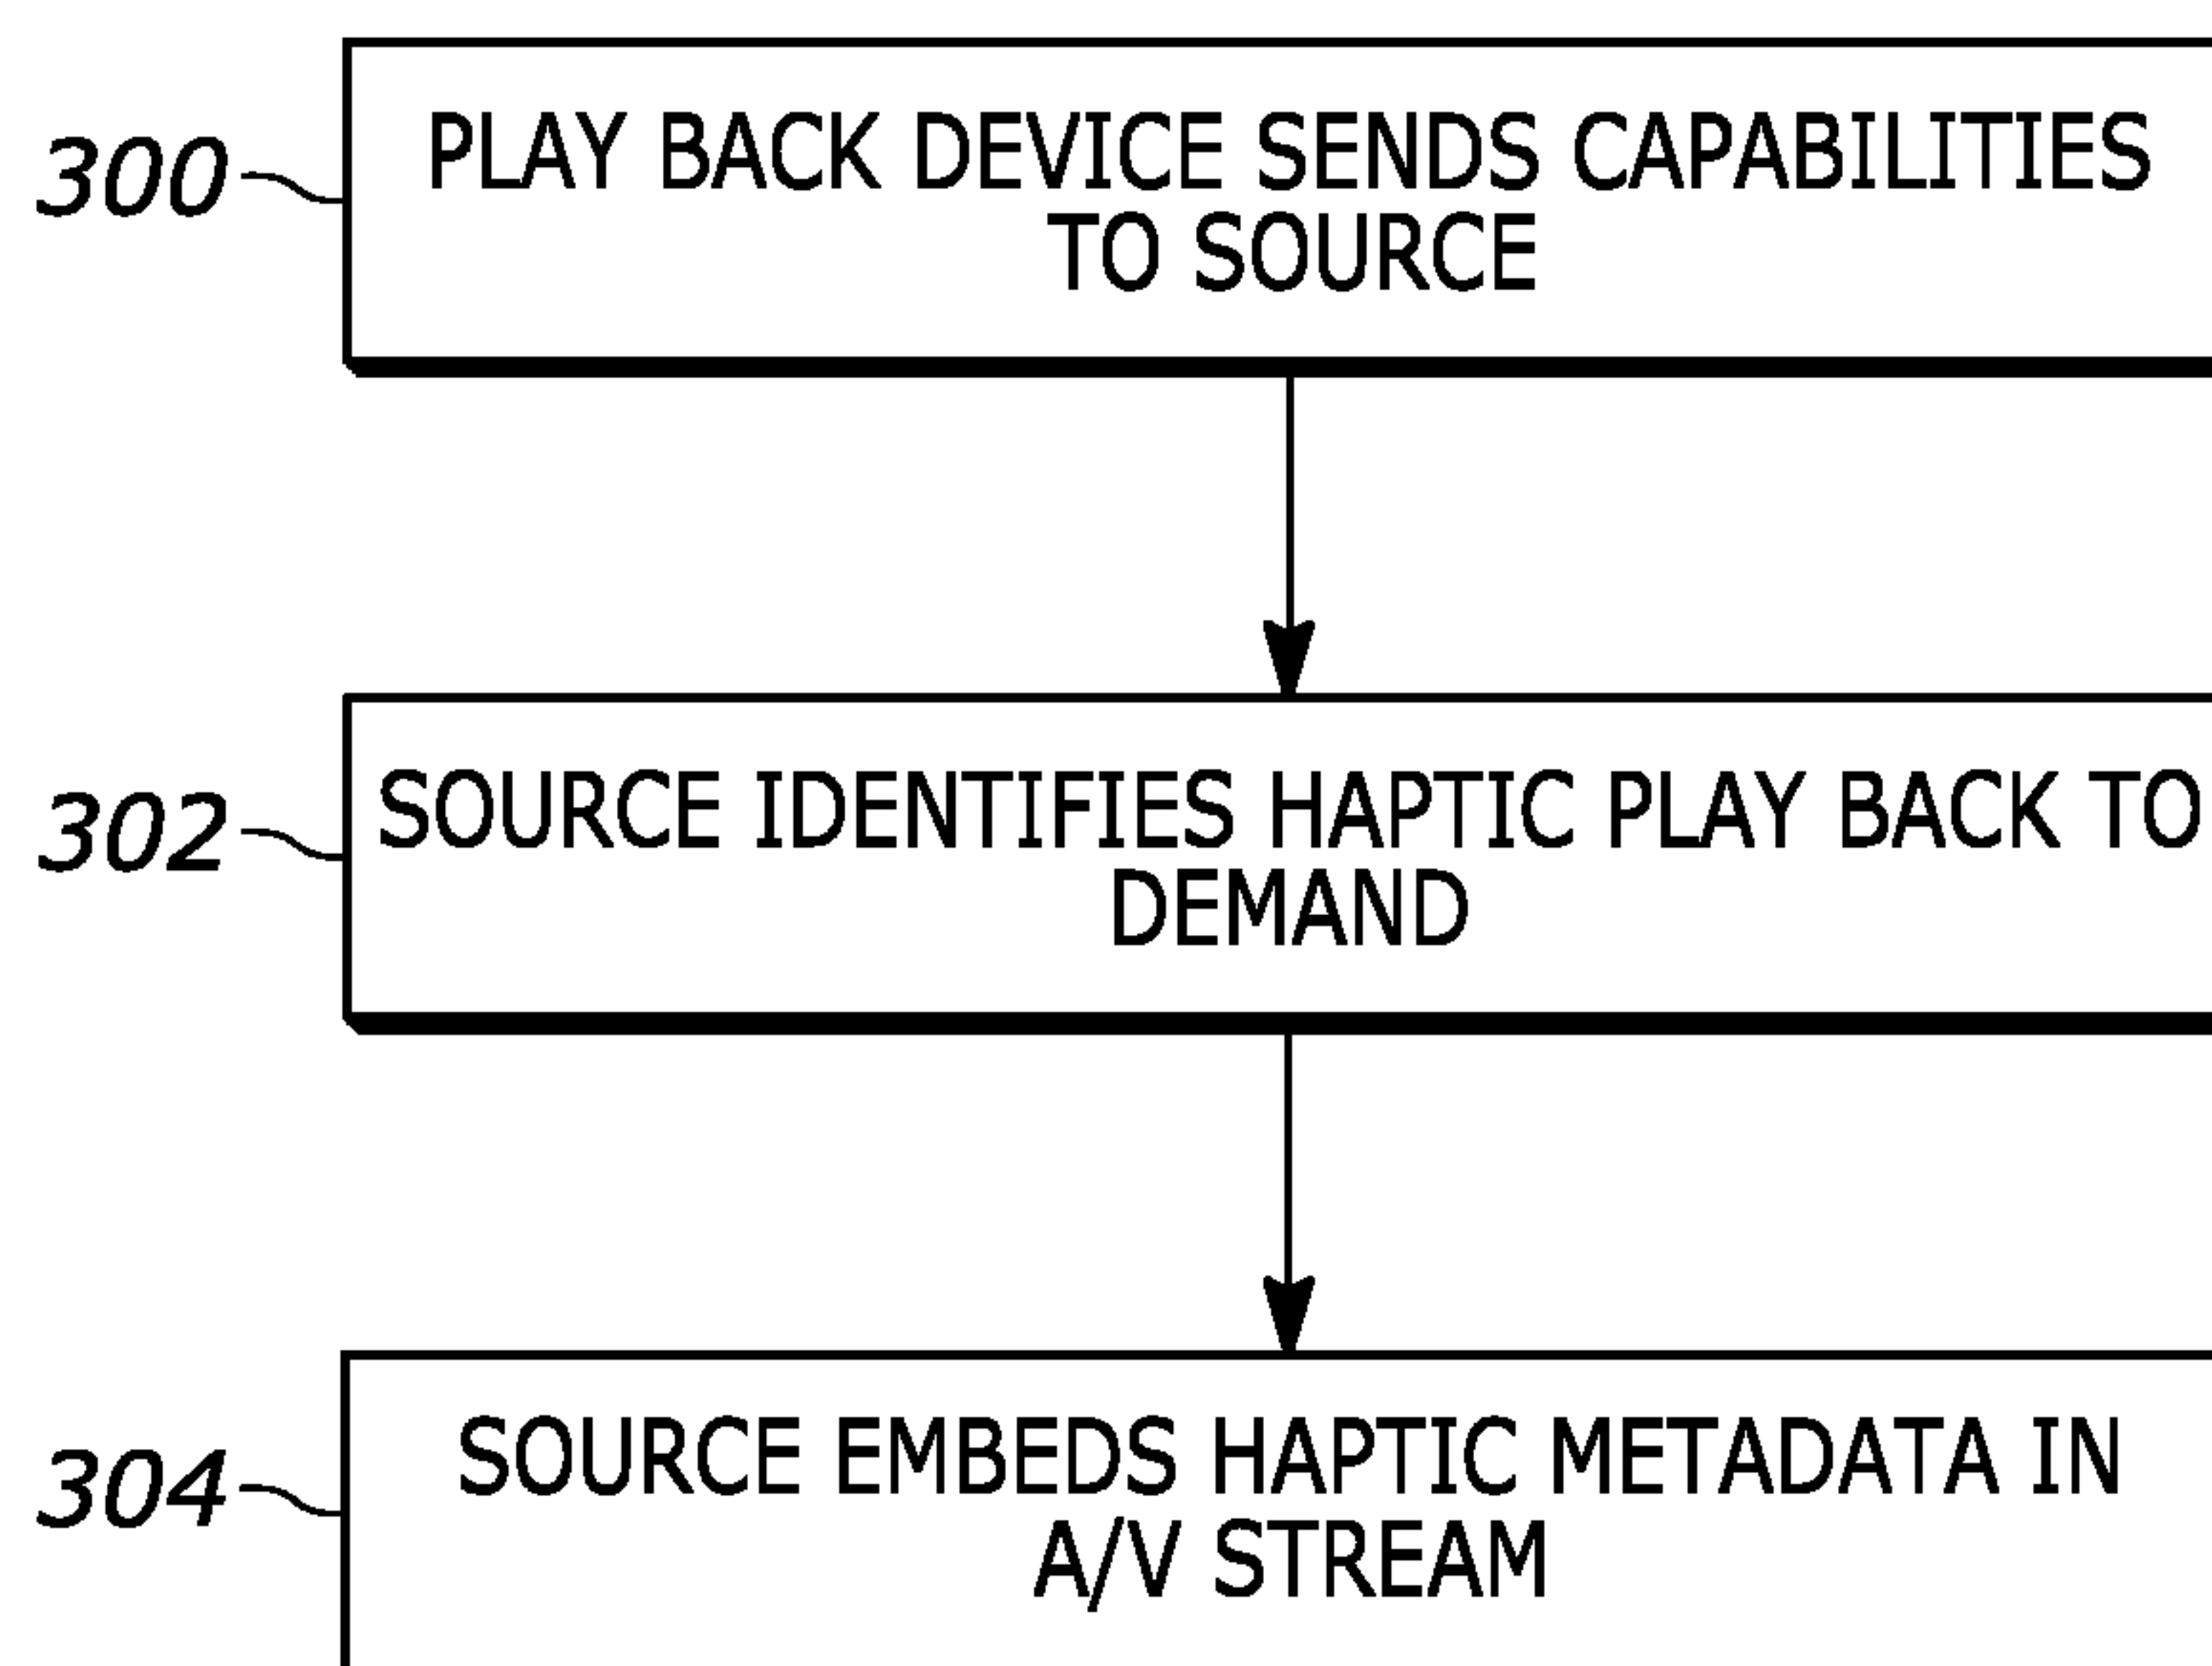 300
PLAY BACK DEVICE SENDS CAPABILITIES
TO SOURCE
302
SOURCE IDENTIFIES HAPTIC PLAY BACK TO
DEMAND
304
SOURCE EMBEDS HAPTIC METADATA IN
A/V STREAM